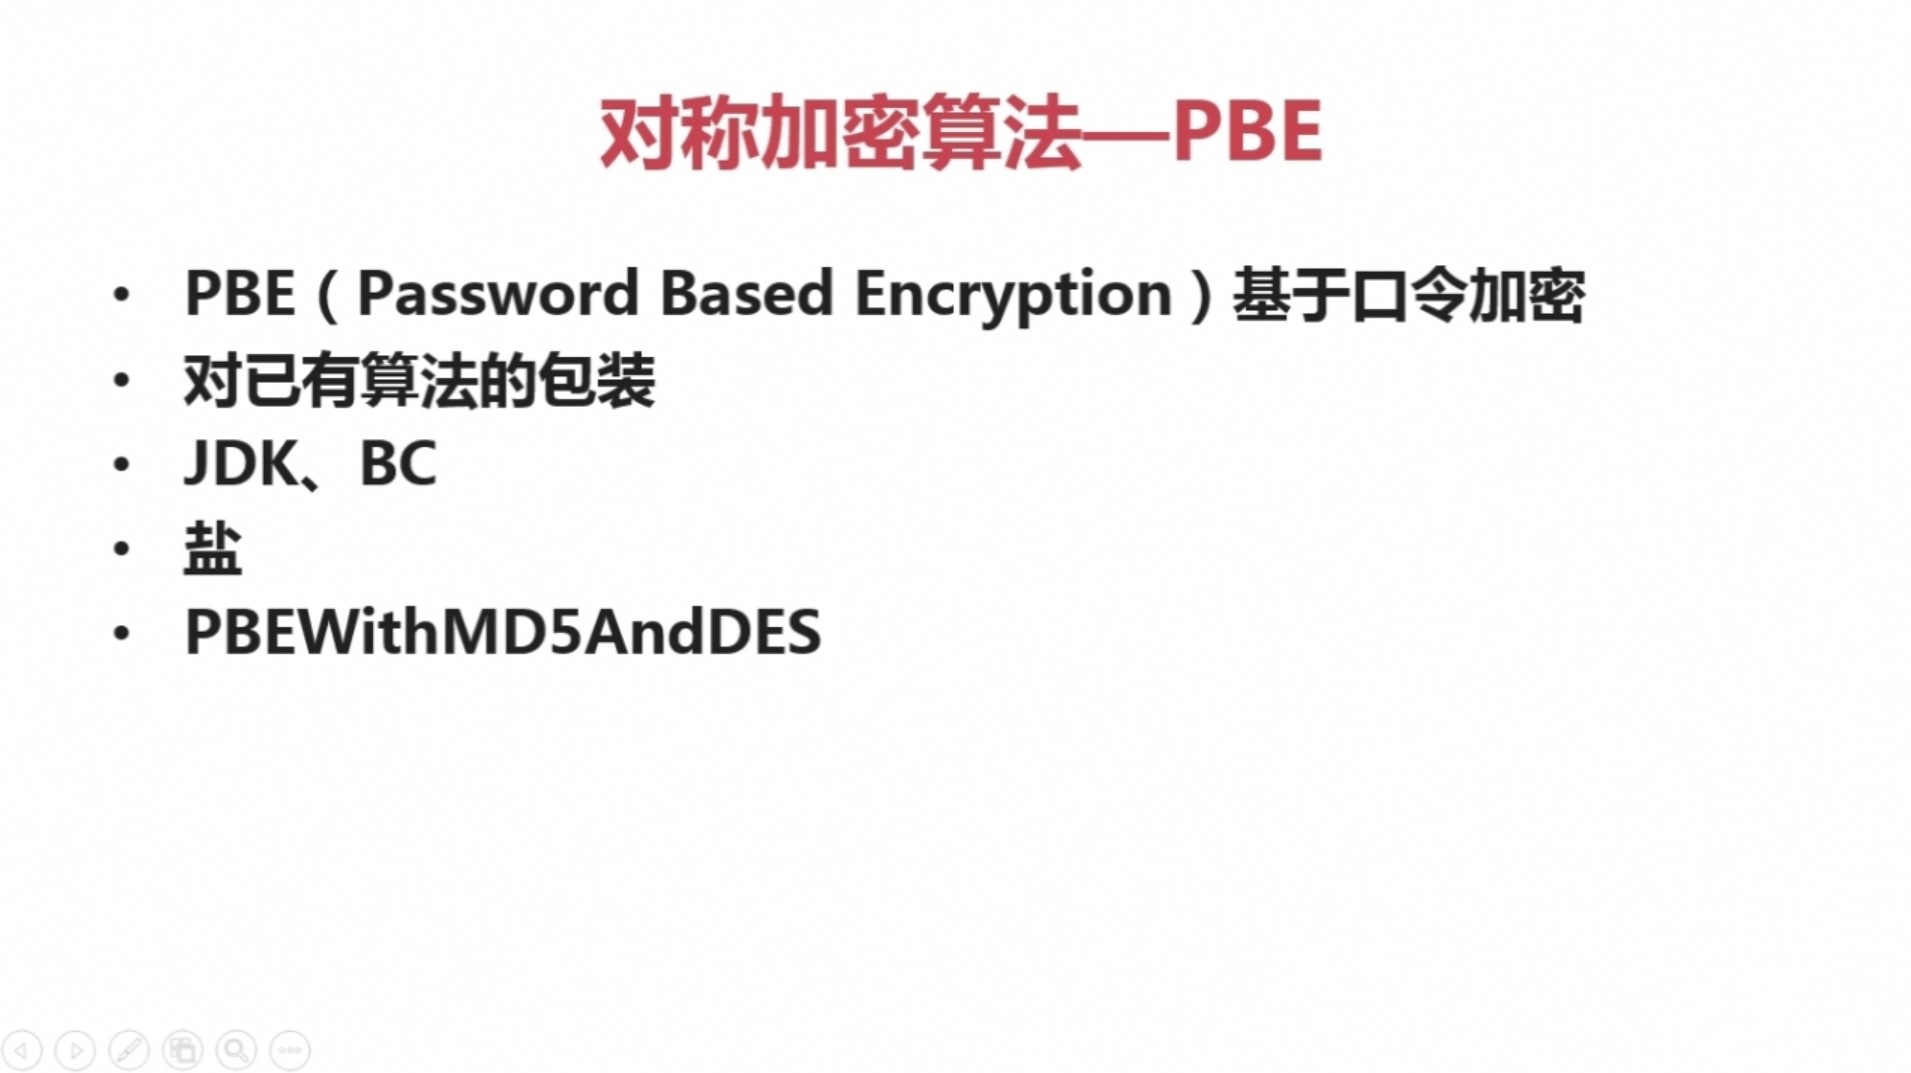 对称加密算法—PBE
• PBE（Password Based Encryption）基于口令加密
• 对已有算法的包装
• JDK、BC
• 盐
• PBEWithMD5AndDES